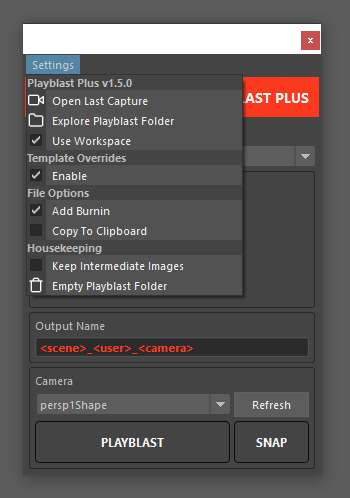 x
Settings
Playblast Plus v1.5.0
Open Last Capture
Explore Playblast Folder
Use Workspace
Template Overrides
Enable
File Options
Add Burnin
Copy To Clipboard
Housekeeping
Keep Intermediate Images
Empty Playblast Folder
AST PLUS
Output Name
<scene>_<user>_<camera>
Camera
persp1Shape
Refresh
PLAYBLAST
SNAP